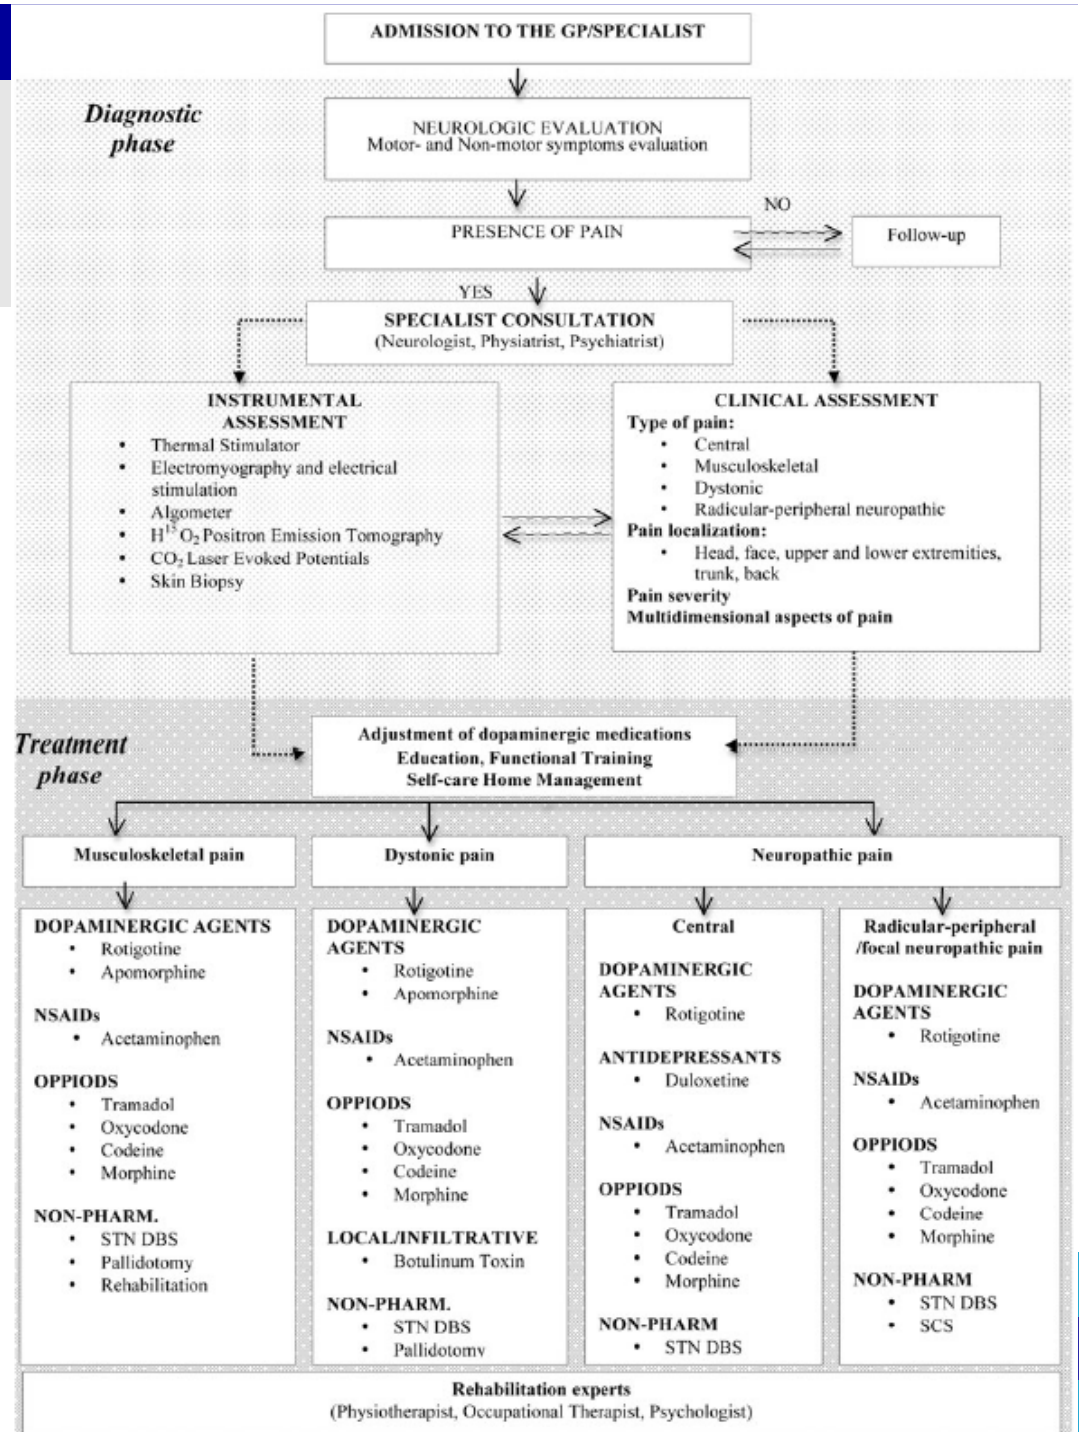 ADMISSION TO THE GP/SPECIALIST
Diagnostic
phase
NEUROLOGIC EVALUATION
Motor- and Non-motor symptoms evaluation
PRESENCE OF PAIN
NO
Follow-up
YES
SPECIALIST CONSULTATION
(Neurologist, Physiatrist, Psychiatrist)
INSTRUMENTAL
ASSESSMENT
• Thermal Stimulator
• Electromyography and electrical
stimulation
• Algometer
• H¹⁵O₂ Positron Emission Tomography
• CO₂ Laser Evoked Potentials
• Skin Biopsy
CLINICAL ASSESSMENT
Type of pain:
• Central
• Musculoskeletal
• Dystonic
• Radicular-peripheral neuropathic
Pain localization:
• Head, face, upper and lower extremities,
trunk, back
Pain severity
Multidimensional aspects of pain
Treatment
phase
Adjustment of dopaminergic medications
Education, Functional Training
Self-care Home Management
Musculoskeletal pain
Dystonic pain
Neuropathic pain
DOPAMINERGIC AGENTS
• Rotigotine
• Apomorphine
NSAIDs
• Acetaminophen
OPPIODS
• Tramadol
• Oxycodone
• Codeine
• Morphine
NON-PHARM.
• STN DBS
• Pallidotomy
• Rehabilitation
DOPAMINERGIC
AGENTS
• Rotigotine
• Apomorphine
NSAIDs
• Acetaminophen
OPPIODS
• Tramadol
• Oxycodone
• Codeine
• Morphine
LOCAL/INFILTRATIVE
• Botulinum Toxin
NON-PHARM.
• STN DBS
• Pallidotomy
Central
DOPAMINERGIC
AGENTS
• Rotigotine
ANTIDEPRESSANTS
• Duloxetine
NSAIDs
• Acetaminophen
OPPIODS
• Tramadol
• Oxycodone
• Codeine
• Morphine
NON-PHARM
• STN DBS
Radicular-peripheral
/focal neuropathic pain
DOPAMINERGIC
AGENTS
• Rotigotine
NSAIDs
• Acetaminophen
OPPIODS
• Tramadol
• Oxycodone
• Codeine
• Morphine
NON-PHARM
• STN DBS
• SCS
Rehabilitation experts
(Physiotherapist, Occupational Therapist, Psychologist)